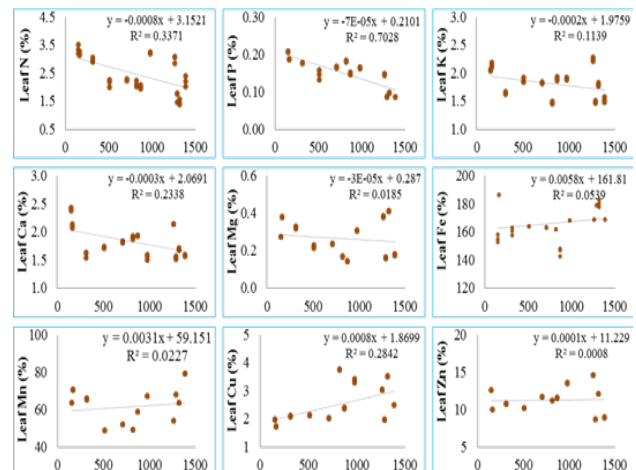 y = -0.0008x + 3.1521
R² = 0.3371
Leaf N (%)
4.5
3.5
2.5
1.5
0.5
0 500 1000 1500
y = -7E-05x + 0.2101
R² = 0.7028
Leaf P (%)
0.30
0.20
0.10
0.00
0 500 1000 1500
y = -0.0002x + 1.9759
R² = 0.1139
Leaf K (%)
3.0
2.5
2.0
1.5
1.0
0 500 1000 1500
y = -0.0003x + 2.0691
R² = 0.2338
Leaf Ca (%)
3.0
2.5
2.0
1.5
1.0
0 500 1000 1500
y = -3E-05x + 0.287
R² = 0.0185
Leaf Mg (%)
0.6
0.4
0.2
0.0
0 500 1000 1500
y = 0.0058x + 161.81
R² = 0.0539
Leaf Fe (%)
200
180
160
140
0 500 1000 1500
y = 0.0031x + 59.151
R² = 0.0227
Leaf Mn (%)
100
80
60
40
0 500 1000 1500
y = 0.0008x + 1.8699
R² = 0.2842
Leaf Cu (%)
5
4
3
2
1
0 500 1000 1500
y = 0.0001x + 11.229
R² = 0.0008
Leaf Zn (%)
20
15
10
5
0
0 500 1000 1500